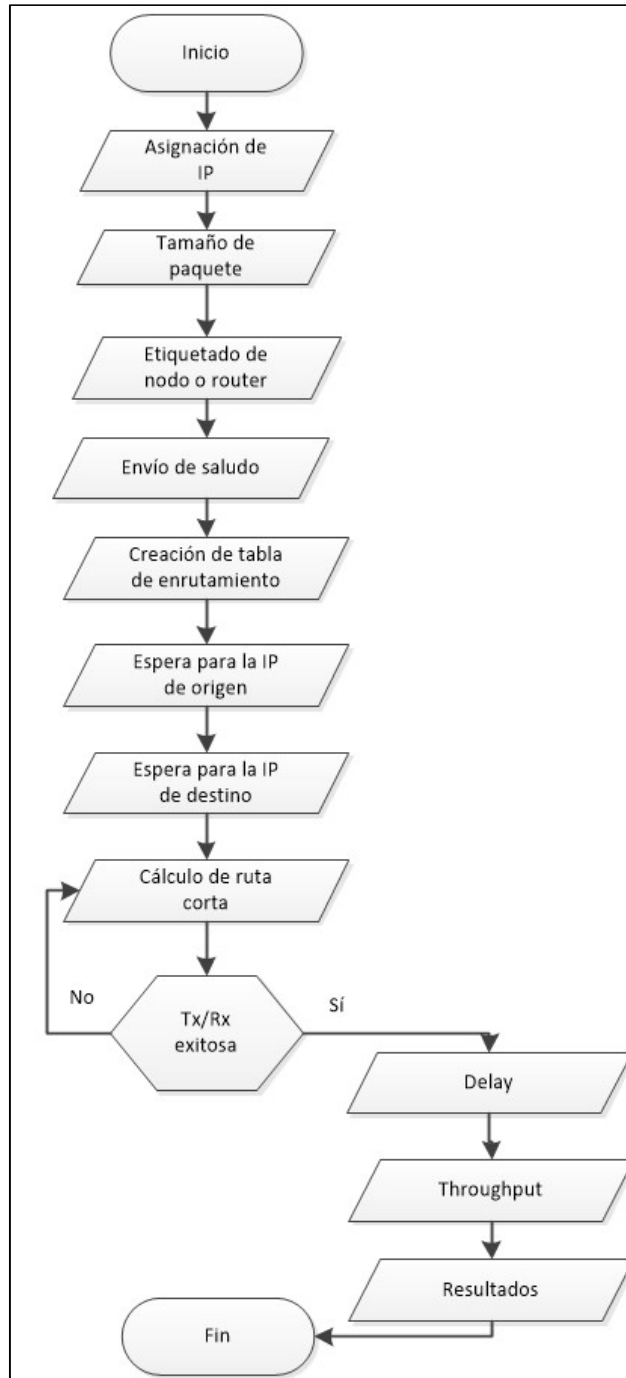 Inicio
Asignación de
IP
Tamaño de
paquete
Etiquetado de
nodo o router
Envío de saludo
Creación de tabla
de enrutamiento
Espera para la IP
de origen
Espera para la IP
de destino
Cálculo de ruta
corta
No
Tx/Rx
exitosa
Sí
Delay
Throughput
Resultados
Fin